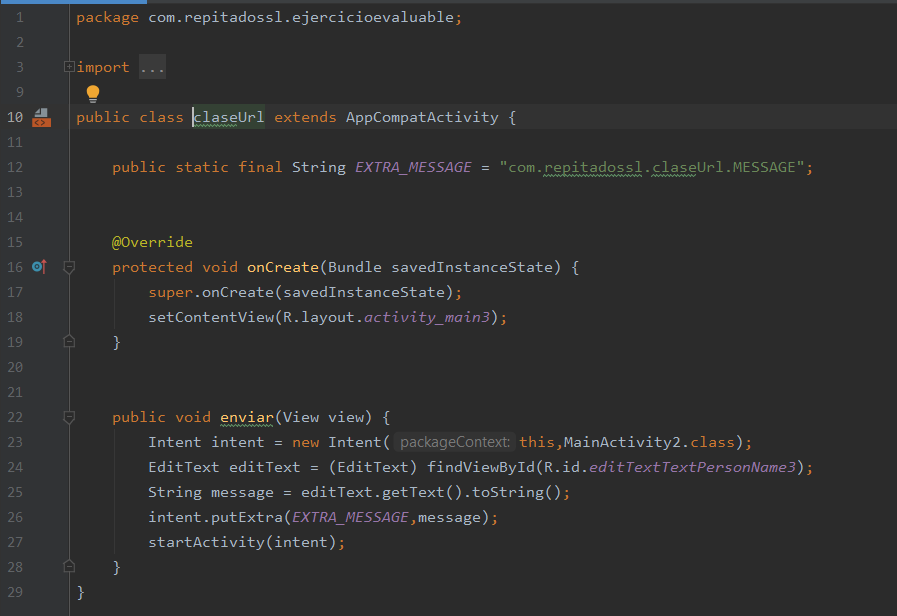 1 package com.repitadossl.ejercicioevaluable;
2
3 import ...
9
10 public class claseUrl extends AppCompatActivity {
11
12 public static final String EXTRA_MESSAGE = "com.repitadossl.claseUrl.MESSAGE";
13
14
15 @Override
16 protected void onCreate(Bundle savedInstanceState) {
17 super.onCreate(savedInstanceState);
18 setContentView(R.layout.activity_main3);
19 }
20
21
22 public void enviar(View view) {
23 Intent intent = new Intent( packageContext: this,MainActivity2.class);
24 EditText editText = (EditText) findViewById(R.id.editTextTextPersonName3);
25 String message = editText.getText().toString();
26 intent.putExtra(EXTRA_MESSAGE,message);
27 startActivity(intent);
28 }
29 }